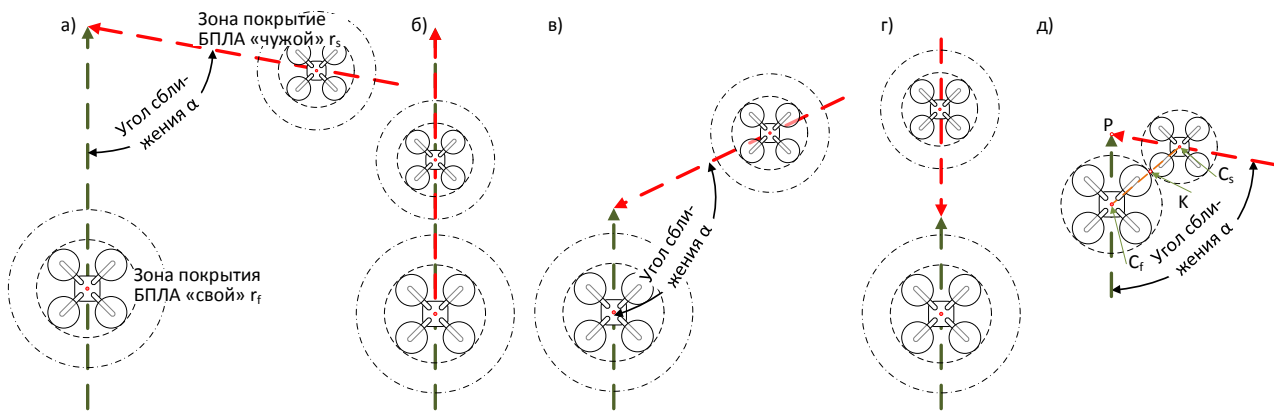 а)
Зона покрытие
БПЛА «чужой» rs
Угол сбли-
жения α
Зона покрытия
БПЛА «свой» rf
б)
в)
Угол сбли-
жения α
г)
д)
P
Cs
K
Cf
Угол сбли-
жения α